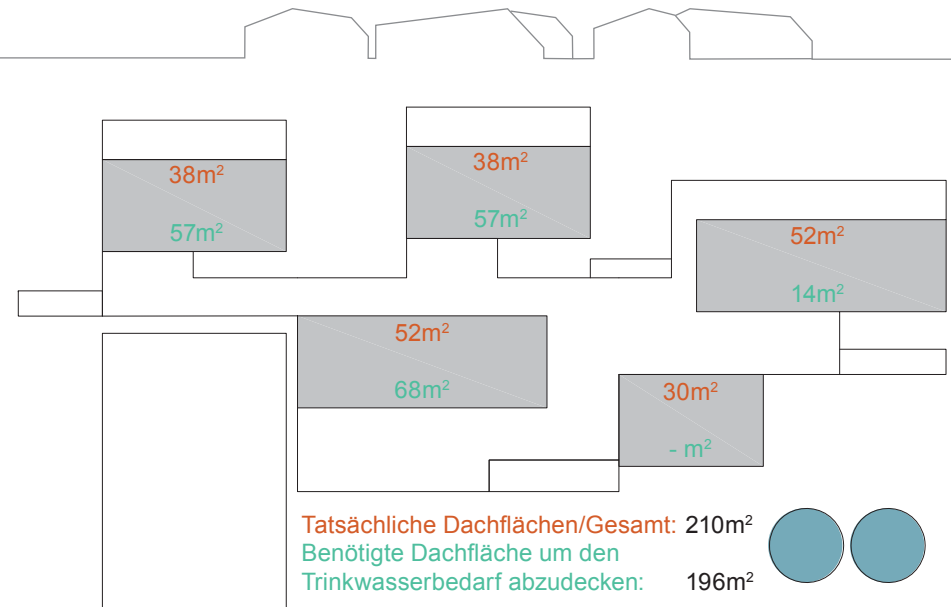 38m²
57m²
38m²
57m²
52m²
14m²
52m²
68m²
30m²
- m²
Tatsächliche Dachflächen/Gesamt: 210m²
Benötigte Dachfläche um den
Trinkwasserbedarf abzudecken: 196m²